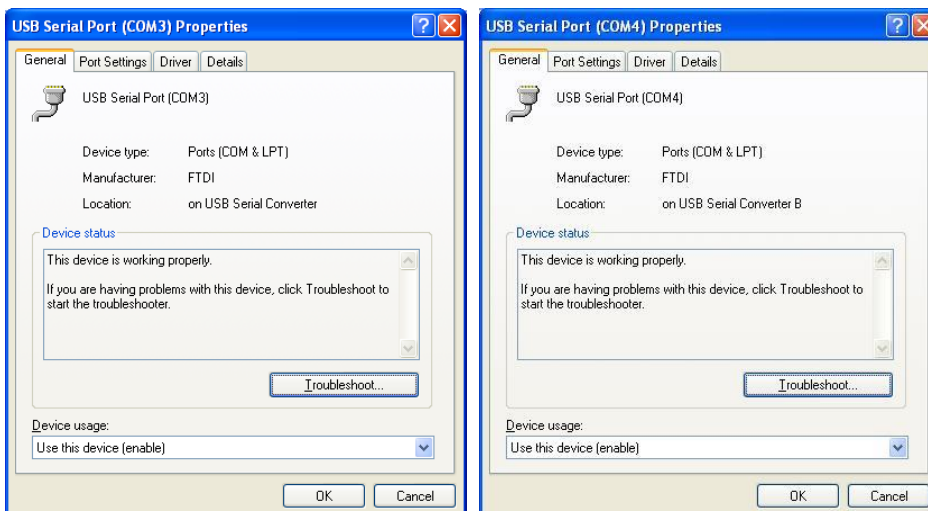 USB Serial Port (COM3) Properties
General Port Settings Driver Details
USB Serial Port (COM3)
Device type: Ports (COM & LPT)
Manufacturer: FTDI
Location: on USB Serial Converter
Device status
This device is working properly.
If you are having problems with this device, click Troubleshoot to
start the troubleshooter.
Troubleshoot...
Device usage:
Use this device (enable)
OK Cancel
USB Serial Port (COM4) Properties
General Port Settings Driver Details
USB Serial Port (COM4)
Device type: Ports (COM & LPT)
Manufacturer: FTDI
Location: on USB Serial Converter B
Device status
This device is working properly.
If you are having problems with this device, click Troubleshoot to
start the troubleshooter.
Troubleshoot...
Device usage:
Use this device (enable)
OK Cancel